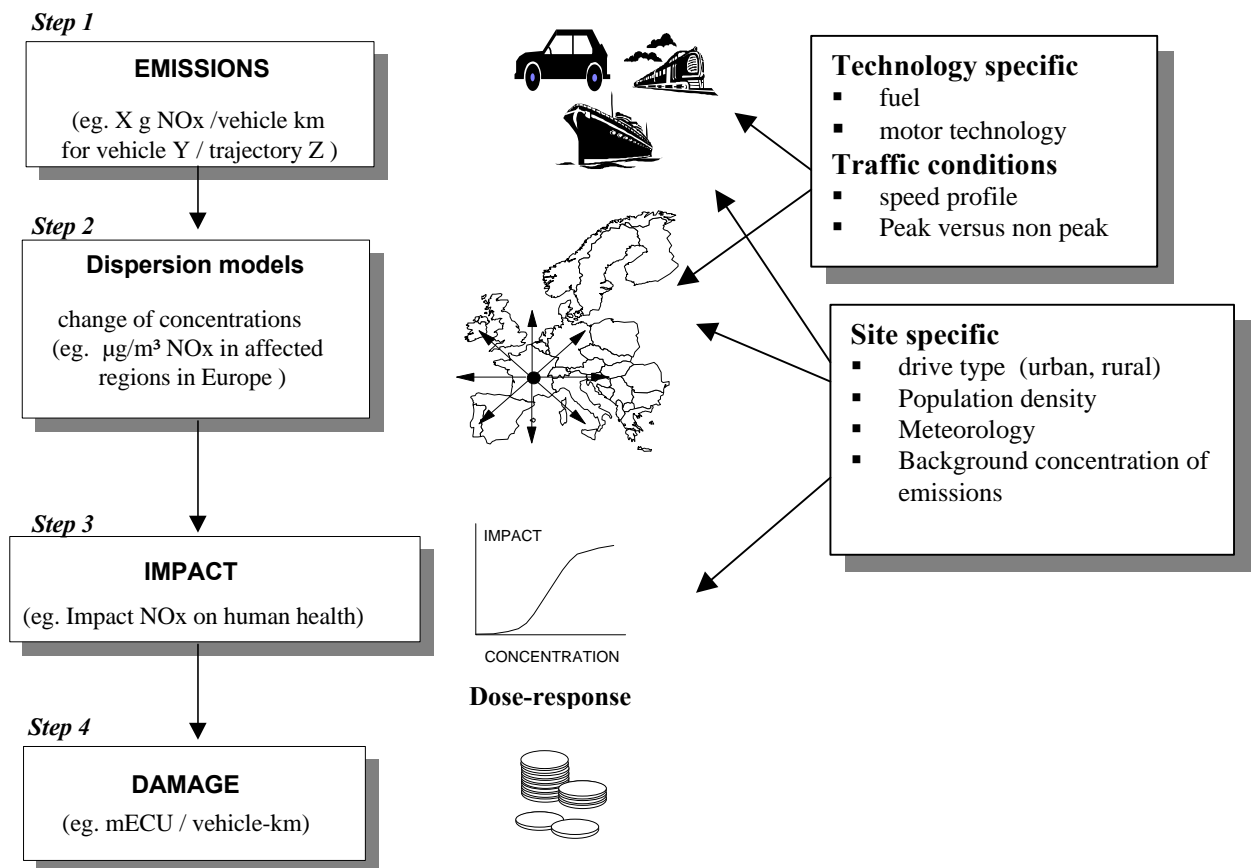 Step 1
EMISSIONS
(eg. X g NOx /vehicle km
for vehicle Y / trajectory Z )
Step 2
Dispersion models
change of concentrations
(eg. µg/m³ NOx in affected
regions in Europe )
Step 3
IMPACT
(eg. Impact NOx on human health)
Step 4
DAMAGE
(eg. mECU / vehicle-km)
IMPACT
CONCENTRATION
Dose-response
Technology specific
▪ fuel
▪ motor technology
Traffic conditions
▪ speed profile
▪ Peak versus non peak
Site specific
▪ drive type (urban, rural)
▪ Population density
▪ Meteorology
▪ Background concentration of
emissions